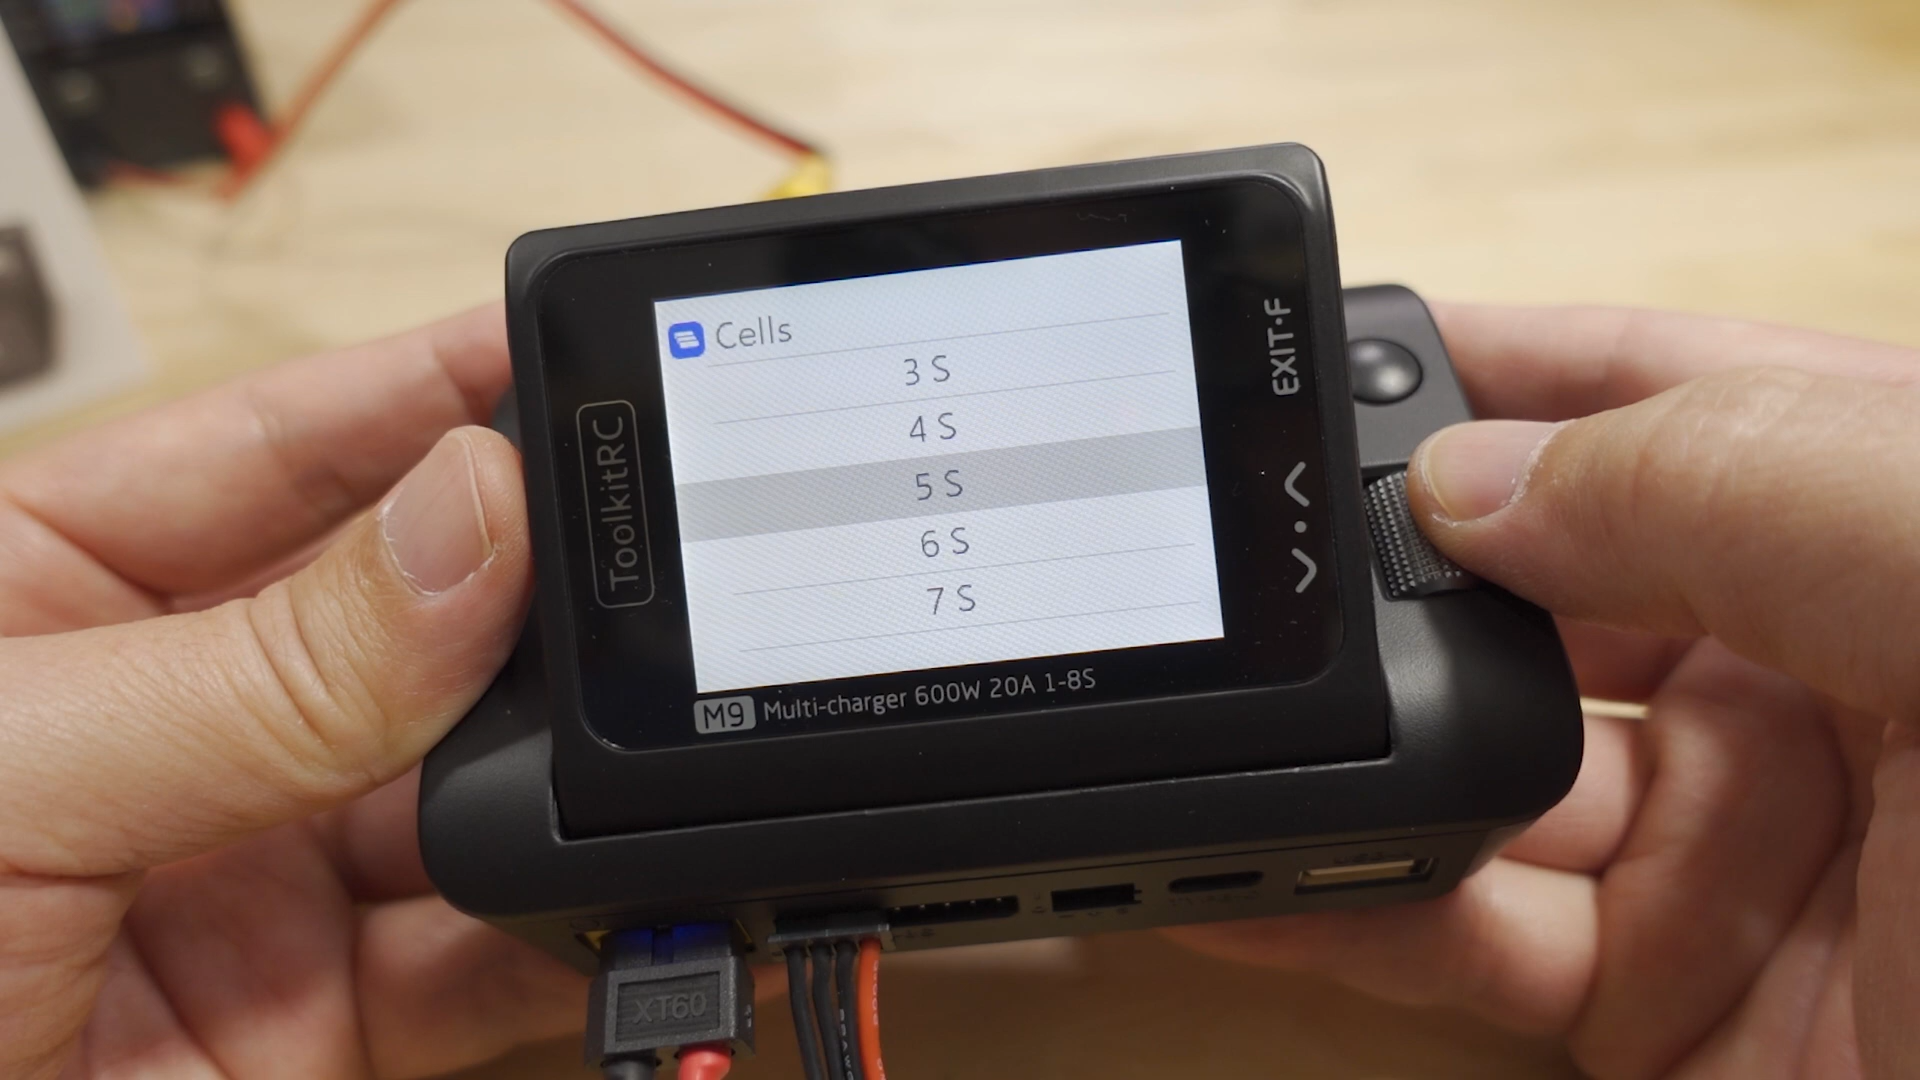 Cells
3 S
4 S
5 S
6 S
7 S
ToolkitRC
EXIT·F
M9 Multi-charger 600W 20A 1-8S
XT60